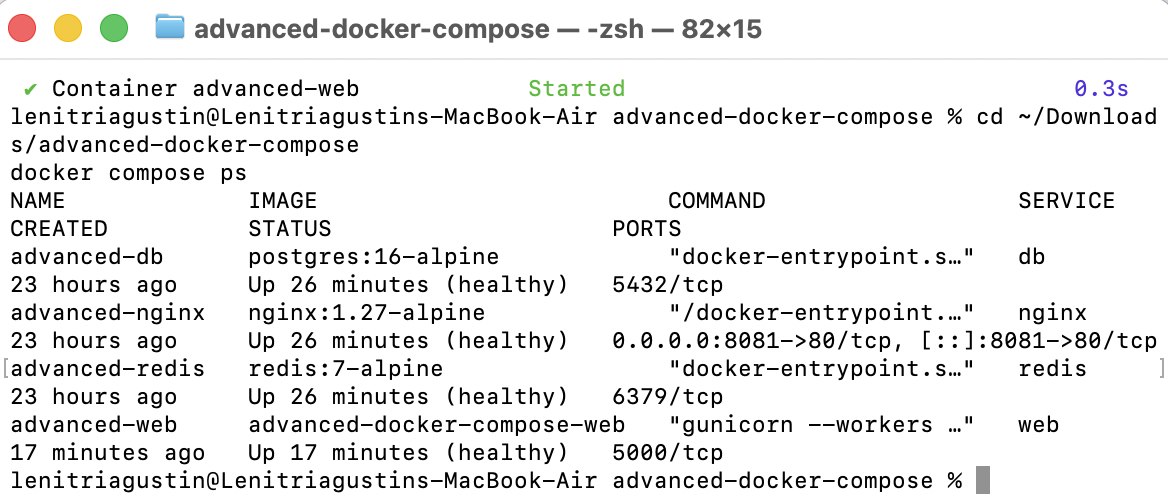 advanced-docker-compose — -zsh — 82×15
✔ Container advanced-web Started 0.3s
lenitriagustin@Lenitriagustins-MacBook-Air advanced-docker-compose % cd ~/Download
s/advanced-docker-compose
docker compose ps
NAME IMAGE COMMAND SERVICE
CREATED STATUS PORTS
advanced-db postgres:16-alpine "docker-entrypoint.s…" db
23 hours ago Up 26 minutes (healthy) 5432/tcp
advanced-nginx nginx:1.27-alpine "/docker-entrypoint.…" nginx
23 hours ago Up 26 minutes (healthy) 0.0.0.0:8081->80/tcp, [::]:8081->80/tcp
[advanced-redis redis:7-alpine "docker-entrypoint.s…" redis ]
23 hours ago Up 26 minutes (healthy) 6379/tcp
advanced-web advanced-docker-compose-web "gunicorn --workers …" web
17 minutes ago Up 17 minutes (healthy) 5000/tcp
lenitriagustin@Lenitriagustins-MacBook-Air advanced-docker-compose %